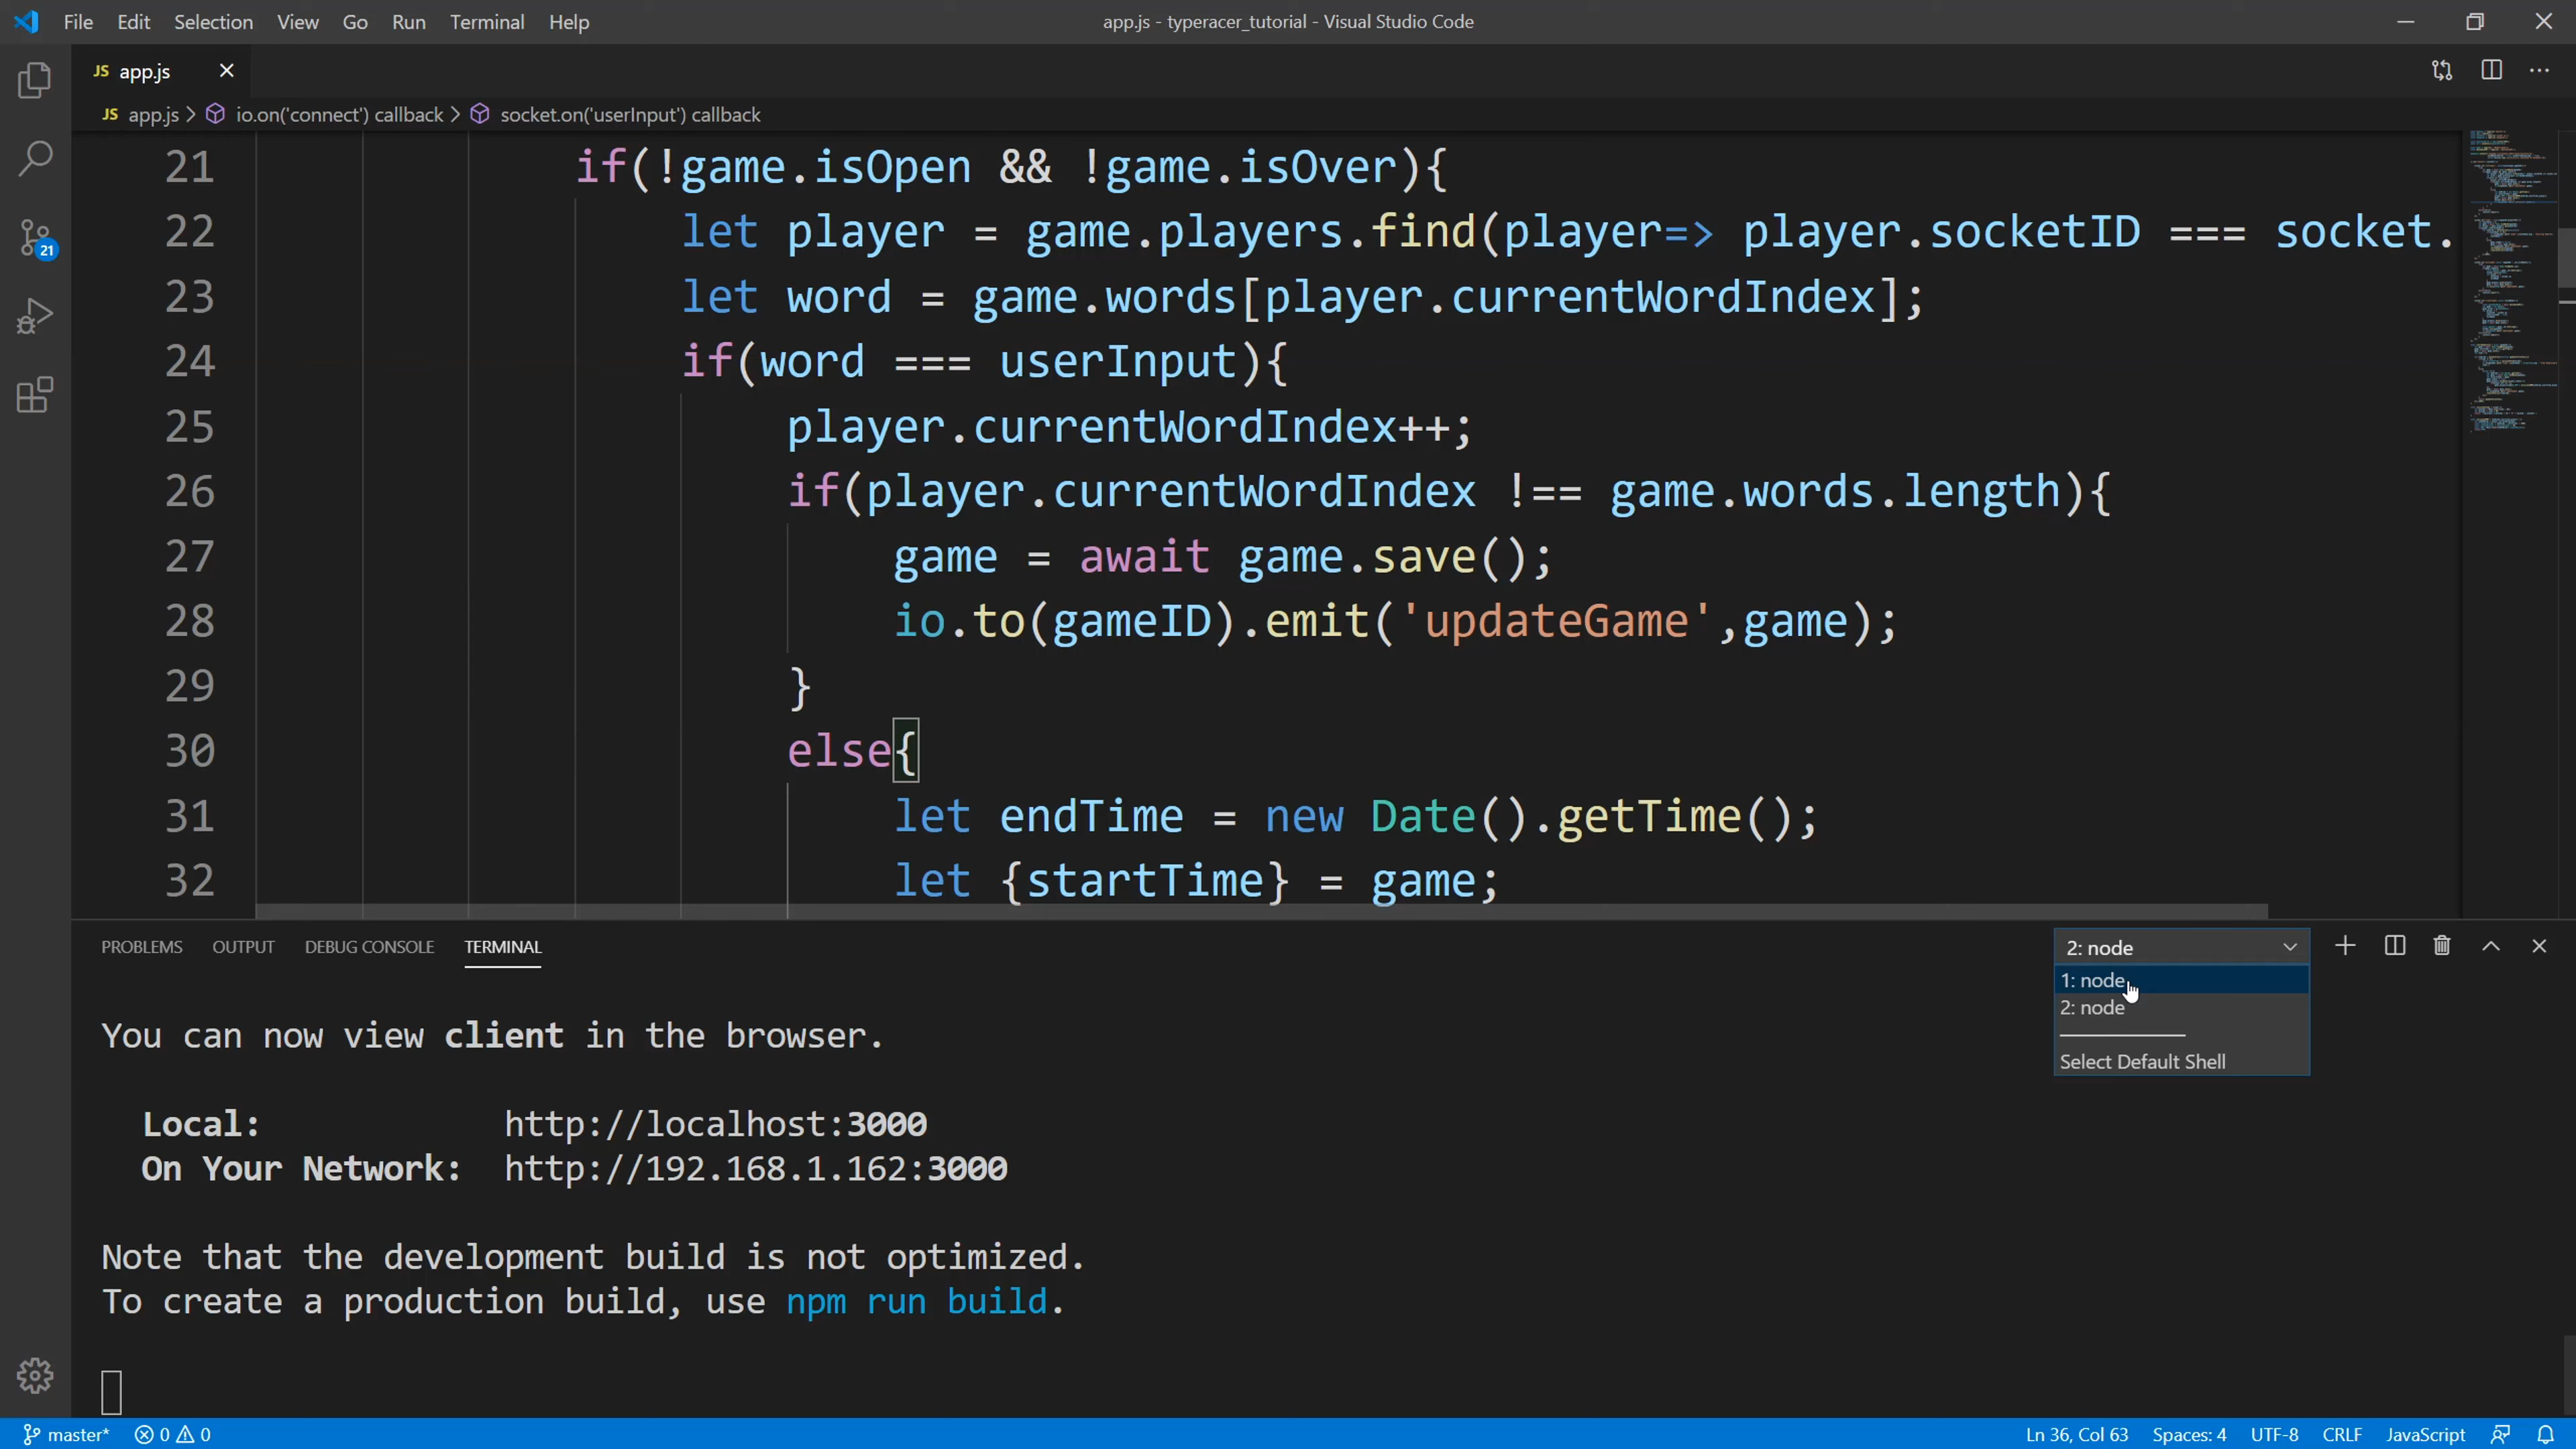 File Edit Selection View Go Run Terminal Help
app.js - typeracer_tutorial - Visual Studio Code
JS app.js
JS app.js > io.on('connect') callback > socket.on('userInput') callback
21 if(!game.isOpen && !game.isOver){
22 let player = game.players.find(player=> player.socketID === socket.
23 let word = game.words[player.currentWordIndex];
24 if(word === userInput){
25 player.currentWordIndex++;
26 if(player.currentWordIndex !== game.words.length){
27 game = await game.save();
28 io.to(gameID).emit('updateGame',game);
29 }
30 else{
31 let endTime = new Date().getTime();
32 let {startTime} = game;
21
PROBLEMS OUTPUT DEBUG CONSOLE TERMINAL
2: node
1: node
2: node
Select Default Shell
You can now view client in the browser.
Local: http://localhost:3000
On Your Network: http://192.168.1.162:3000
Note that the development build is not optimized.
To create a production build, use npm run build.
master* 0 0
Ln 36, Col 63 Spaces: 4 UTF-8 CRLF JavaScript